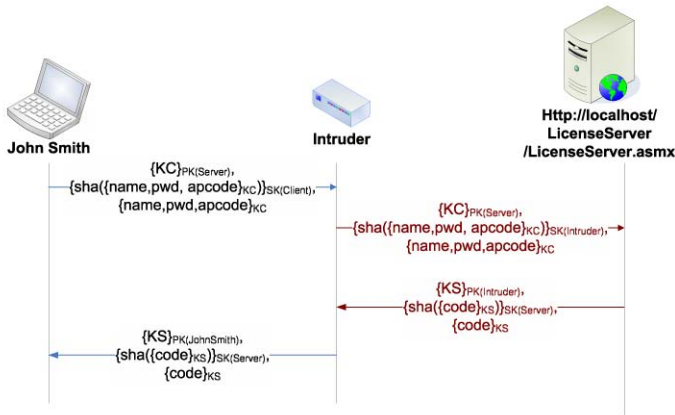 John Smith
Intruder
Http://localhost/
LicenseServer
/LicenseServer.asmx
{KC}PK(Server),
{sha({name,pwd, apcode}KC)}SK(Client),
{name,pwd,apcode}KC
{KC}PK(Server),
{sha({name,pwd, apcode}KC)}SK(Intruder),
{name,pwd,apcode}KC
{KS}PK(Intruder),
{sha({code}KS)}SK(Server),
{code}KS
{KS}PK(JohnSmith),
{sha({code}KS)}SK(Server),
{code}KS